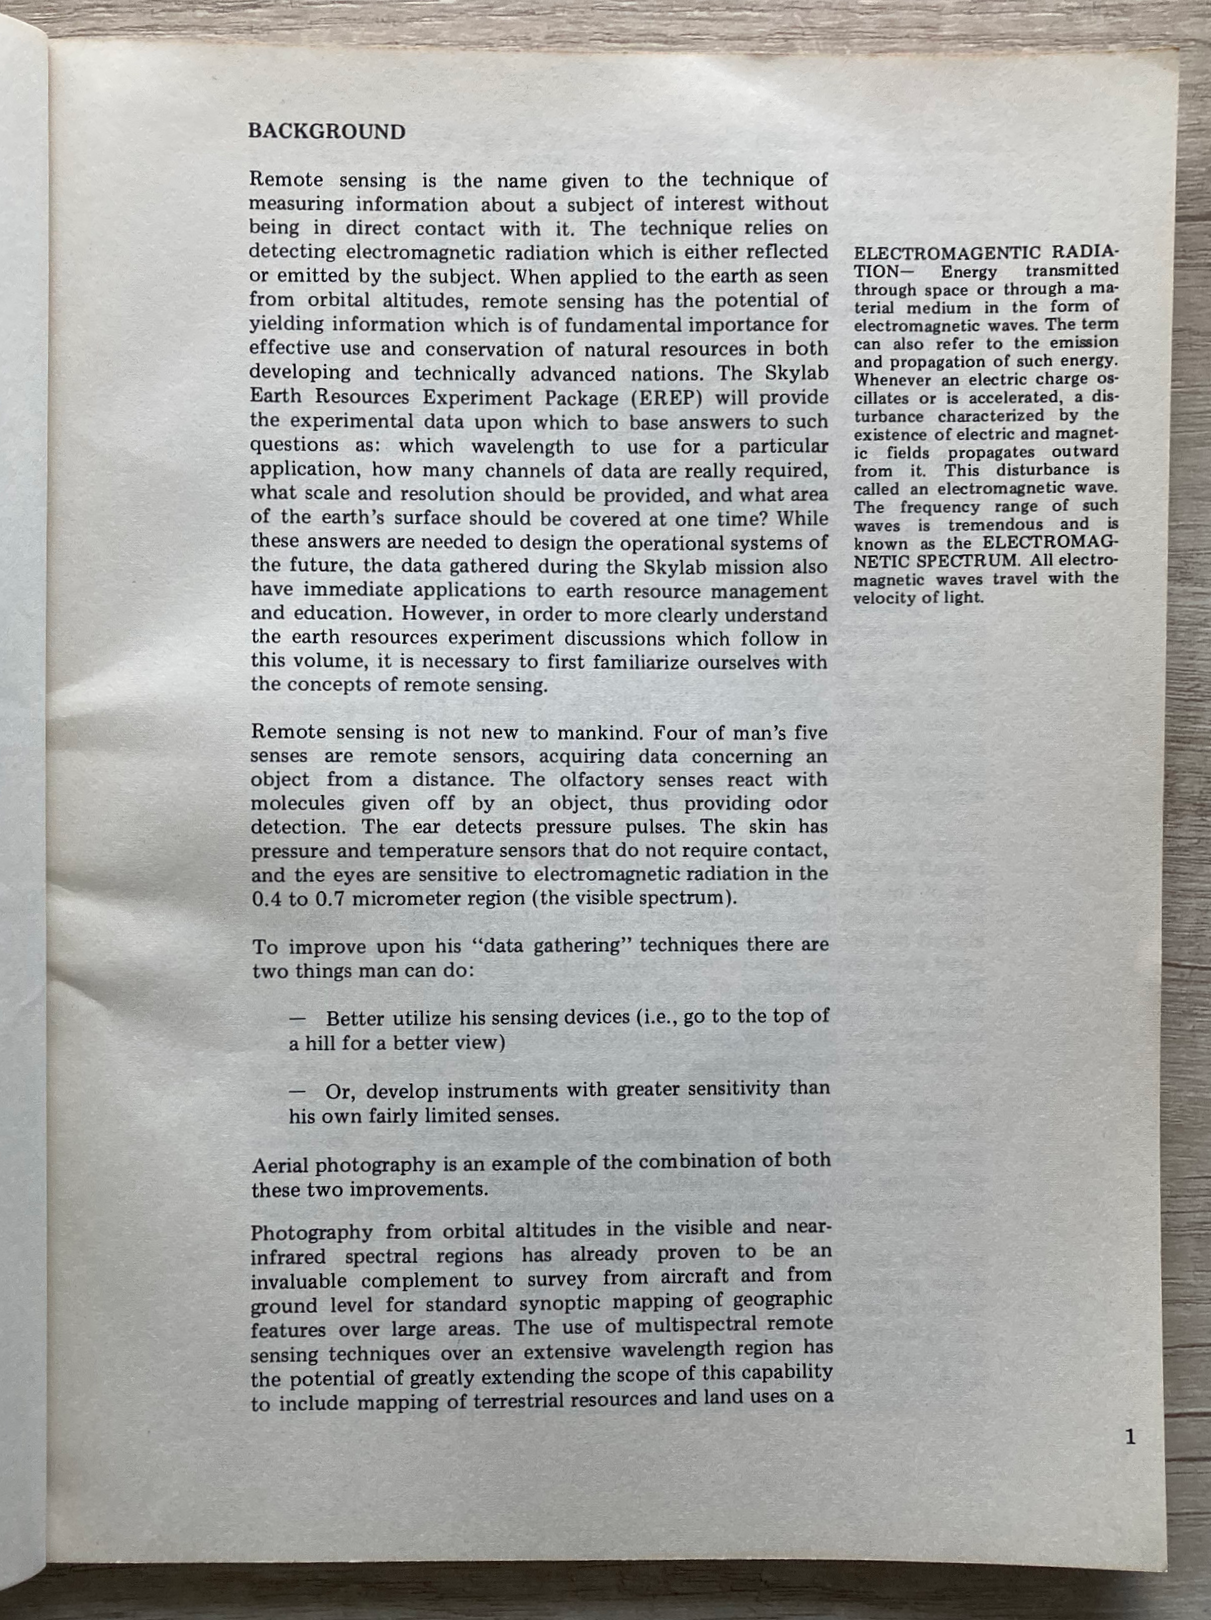 BACKGROUND
Remote sensing is the name given to the technique of
measuring information about a subject of interest without
being in direct contact with it. The technique relies on
detecting electromagnetic radiation which is either reflected
or emitted by the subject. When applied to the earth as seen
from orbital altitudes, remote sensing has the potential of
yielding information which is of fundamental importance for
effective use and conservation of natural resources in both
developing and technically advanced nations. The Skylab
Earth Resources Experiment Package (EREP) will provide
the experimental data upon which to base answers to such
questions as: which wavelength to use for a particular
application, how many channels of data are really required,
what scale and resolution should be provided, and what area
of the earth's surface should be covered at one time? While
these answers are needed to design the operational systems of
the future, the data gathered during the Skylab mission also
have immediate applications to earth resource management
and education. However, in order to more clearly understand
the earth resources experiment discussions which follow in
this volume, it is necessary to first familiarize ourselves with
the concepts of remote sensing.
Remote sensing is not new to mankind. Four of man's five
senses are remote sensors, acquiring data concerning an
object from a distance. The olfactory senses react with
molecules given off by an object, thus providing odor
detection. The ear detects pressure pulses. The skin has
pressure and temperature sensors that do not require contact,
and the eyes are sensitive to electromagnetic radiation in the
0.4 to 0.7 micrometer region (the visible spectrum).
To improve upon his “data gathering” techniques there are
two things man can do:
— Better utilize his sensing devices (i.e., go to the top of
a hill for a better view)
— Or, develop instruments with greater sensitivity than
his own fairly limited senses.
Aerial photography is an example of the combination of both
these two improvements.
Photography from orbital altitudes in the visible and near-
infrared spectral regions has already proven to be an
invaluable complement to survey from aircraft and from
ground level for standard synoptic mapping of geographic
features over large areas. The use of multispectral remote
sensing techniques over an extensive wavelength region has
the potential of greatly extending the scope of this capability
to include mapping of terrestrial resources and land uses on a
ELECTROMAGENTIC RADIA-
TION— Energy transmitted
through space or through a ma-
terial medium in the form of
electromagnetic waves. The term
can also refer to the emission
and propagation of such energy.
Whenever an electric charge os-
cillates or is accelerated, a dis-
turbance characterized by the
existence of electric and magnet-
ic fields propagates outward
from it. This disturbance is
called an electromagnetic wave.
The frequency range of such
waves is tremendous and is
known as the ELECTROMAG-
NETIC SPECTRUM. All electro-
magnetic waves travel with the
velocity of light.
1